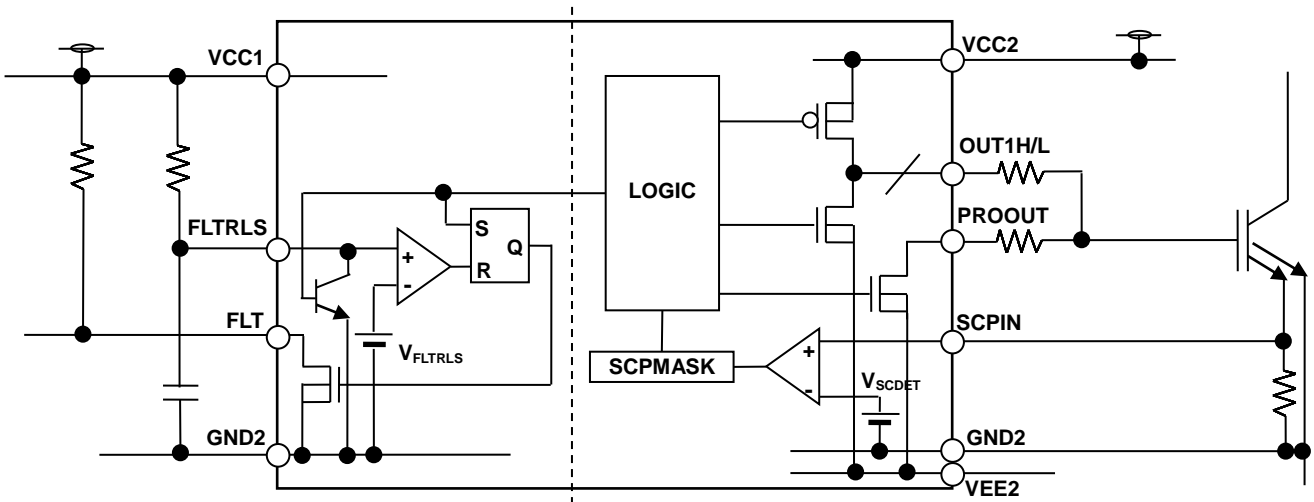 VCC1
VCC2
OUT1H/L
LOGIC
PROOUT
FLTRLS
S
Q
R
+
-
FLT
SCPIN
VFLTRLS
+
SCPMASK
-
VSCDET
GND2
GND2
VEE2